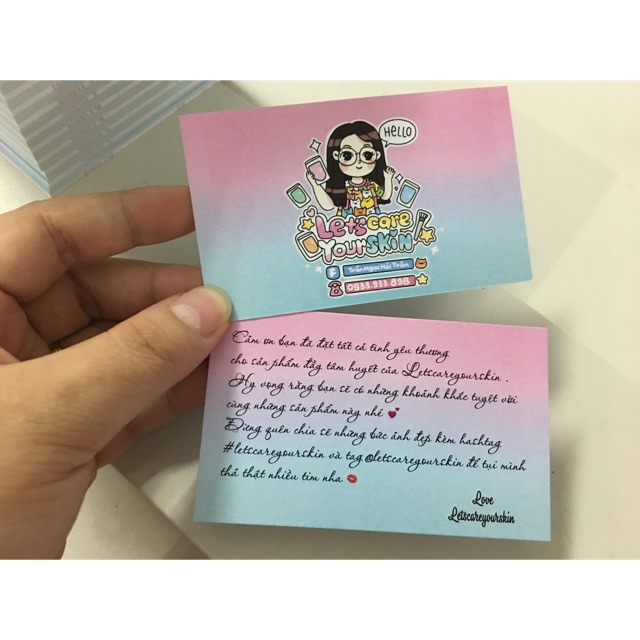 HELLO
Let's care
Your skin
Trần Ngọc Hải Trân
0933.933.898
Cảm ơn bạn đã đặt tất cả tình yêu thương
cho sản phẩm đầy tâm huyết của Letscareyourskin .
Hy vọng rằng bạn sẽ có những khoảnh khắc tuyệt vời
cùng những sản phẩm này nhé
Đừng quên chia sẽ những bức ảnh đẹp kèm hashtag
#letscareyourskin và tag @letscareyourskin để tụi mình
thả thật nhiều tim nha
Love
Letscareyourskin